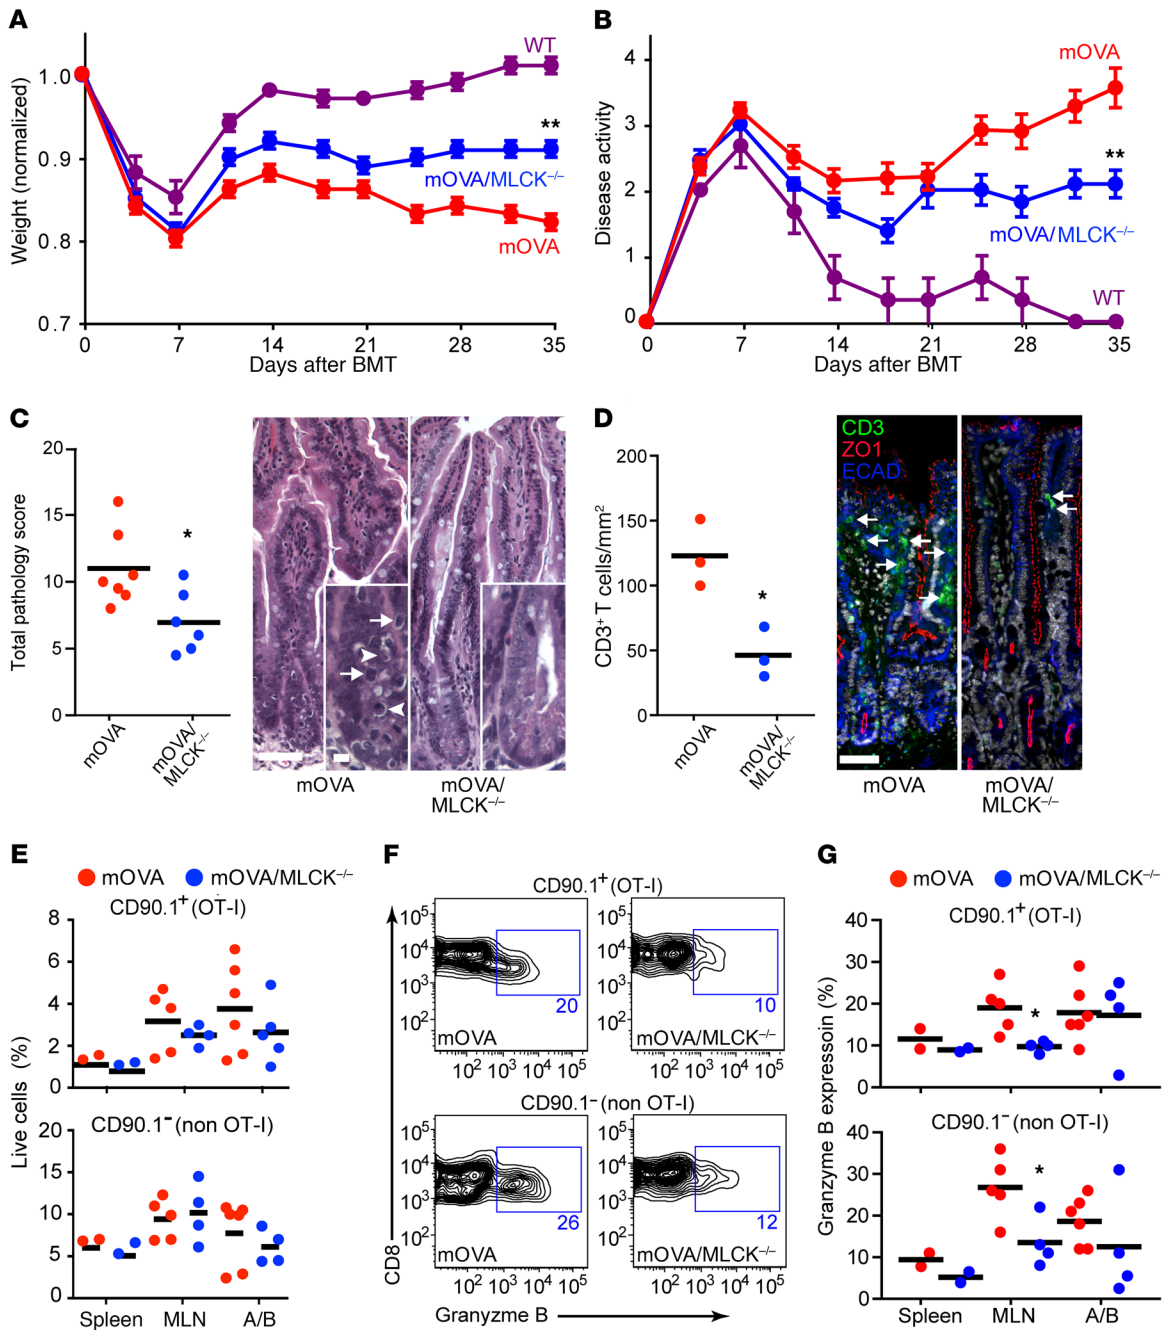 A
Weight (normalized)
1.0
0.9
0.8
0.7
WT
**
mOVA/MLCK–/–
mOVA
0 7 14 21 28 35
Days after BMT
B
Disease activity
4
3
2
1
0
mOVA
**
mOVA/MLCK–/–
WT
0 7 14 21 28 35
Days after BMT
C
Total pathology score
20
15
10
5
0
*
mOVA
mOVA/
MLCK–/–
mOVA
mOVA/
MLCK–/–
D
CD3+ T cells/mm2
200
150
100
50
0
*
mOVA
mOVA/
MLCK–/–
CD3
ZO1
ECAD
mOVA
mOVA/
MLCK–/–
E
mOVA mOVA/MLCK–/–
CD90.1+ (OT-I)
Live cells (%)
8
6
4
2
0
CD90.1- (non OT-I)
20
15
10
5
0
Spleen MLN A/B
F
CD90.1+ (OT-I)
105
104
103
102
20
mOVA
102 103 104 105
105
104
103
102
10
mOVA/MLCK–/–
102 103 104 105
CD90.1– (non OT-I)
105
104
103
102
26
mOVA
102 103 104 105
105
104
103
102
12
mOVA/MLCK–/–
102 103 104 105
CD8
Granyzme B
G
mOVA mOVA/MLCK–/–
CD90.1+ (OT-I)
Granzyme B expressoin (%)
40
30
20
10
0
*
CD90.1– (non OT-I)
40
30
20
10
0
*
Spleen MLN A/B